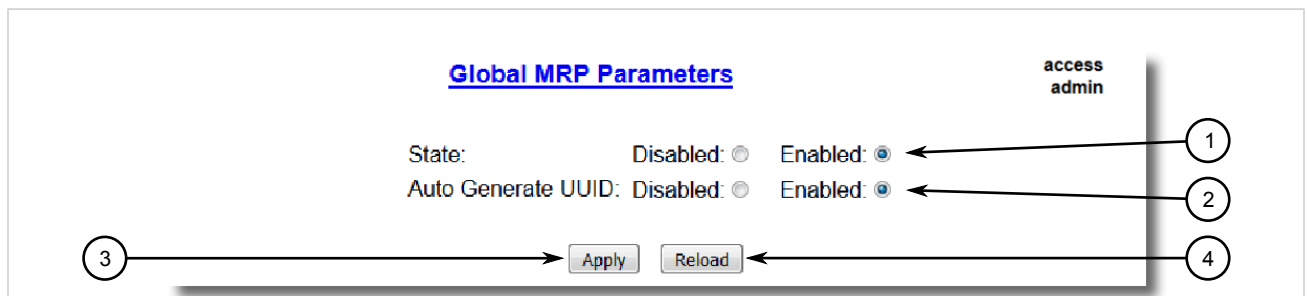 Global MRP Parameters
access
admin
State: Disabled: Enabled:
1
Auto Generate UUID: Disabled: Enabled:
2
3
Apply Reload
4